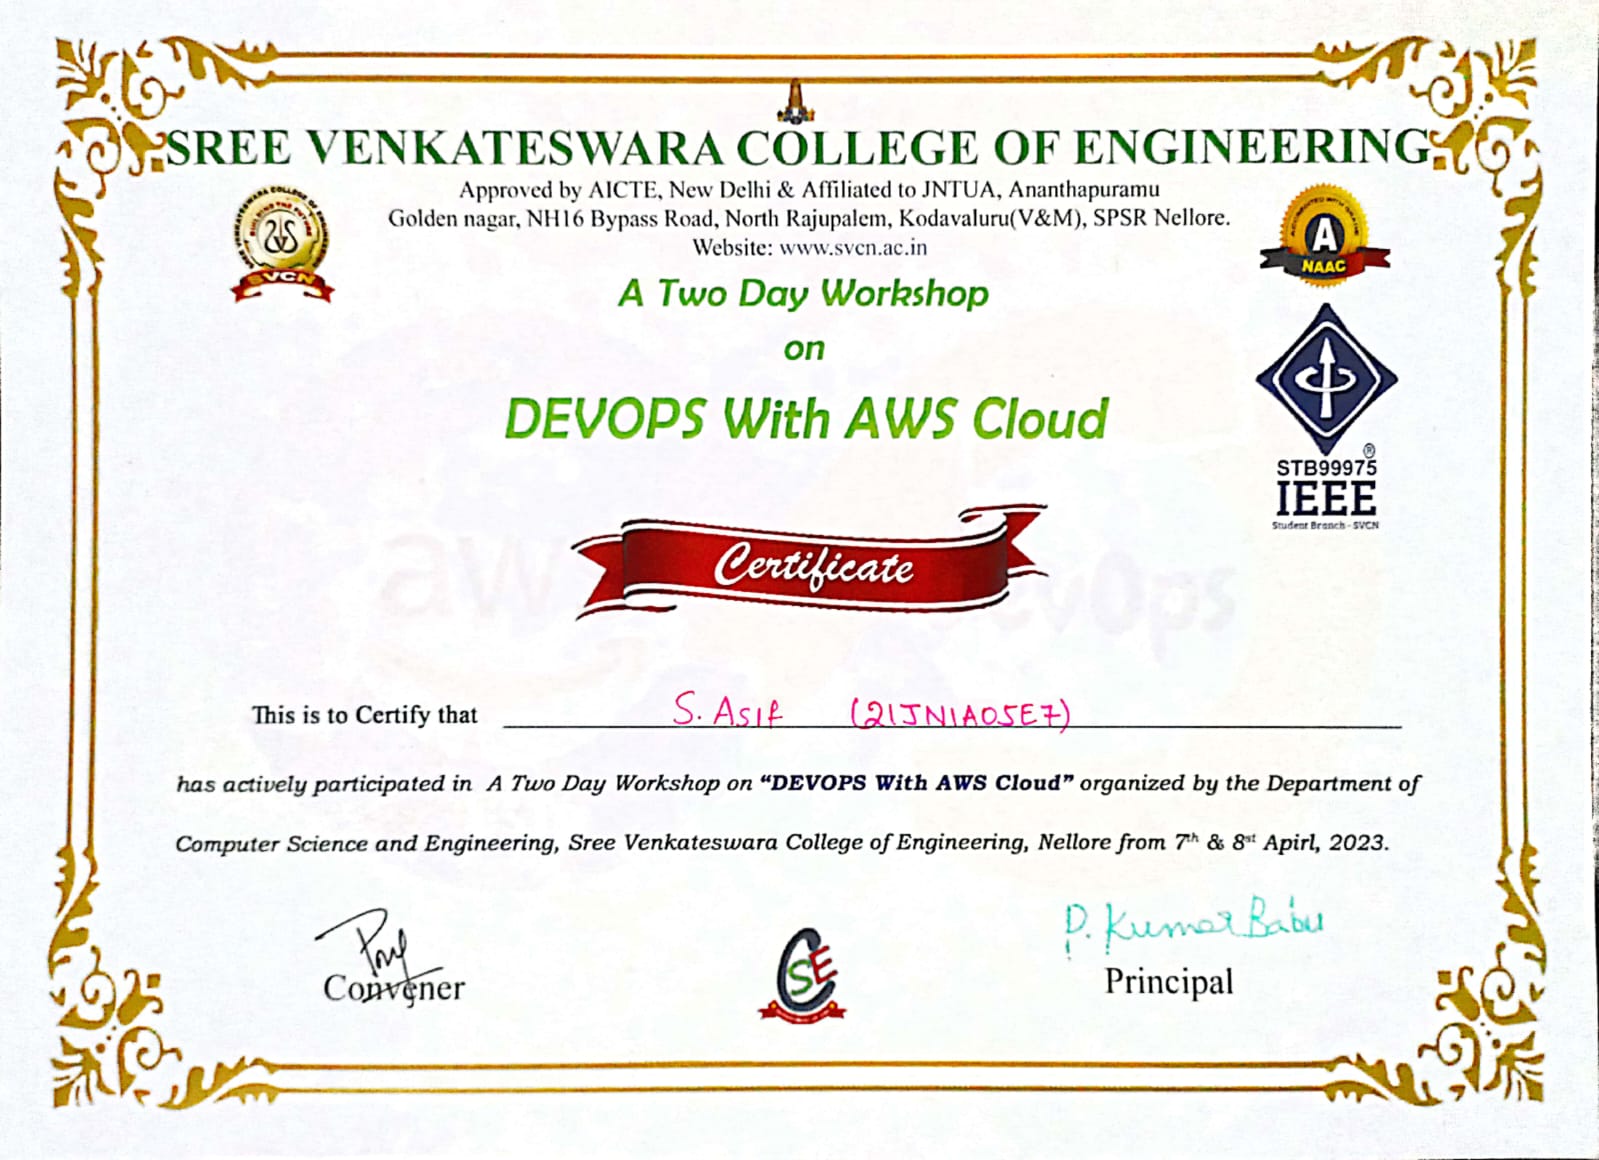 SREE VENKATESWARA COLLEGE OF ENGINEERING
Approved by AICTE, New Delhi & Affiliated to JNTUA, Ananthapuramu
Golden nagar, NH16 Bypass Road, North Rajupalem, Kodavaluru(V&M), SPSR Nellore.
Website: www.svcn.ac.in
SVCN
A
NAAC
A Two Day Workshop
on
DEVOPS With AWS Cloud
®
STB99975
IEEE
Student Branch - SVCN
Certificate
aw
evOps
This is to Certify that S. Asif (21JN1A05E7)
has actively participated in A Two Day Workshop on “DEVOPS With AWS Cloud” organized by the Department of
Computer Science and Engineering, Sree Venkateswara College of Engineering, Nellore from 7th & 8st Apirl, 2023.
P. Kumar Babu
Convener
CSE
Principal